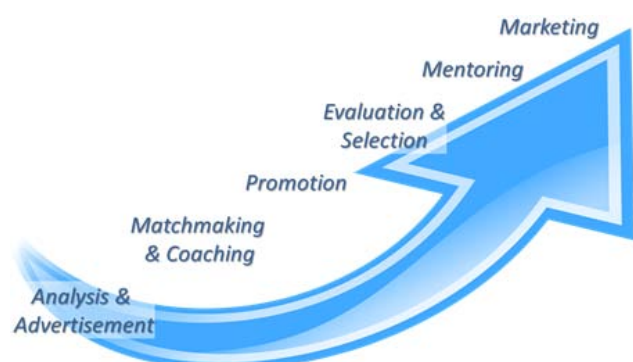 Marketing
Mentoring
Evaluation &
Selection
Promotion
Matchmaking
& Coaching
Analysis &
Advertisement